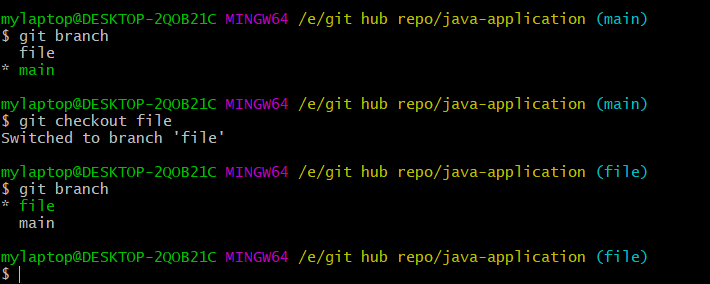 mylaptop@DESKTOP-2QOB21C MINGW64 /e/git hub repo/java-application (main)
$ git branch
  file
* main
mylaptop@DESKTOP-2QOB21C MINGW64 /e/git hub repo/java-application (main)
$ git checkout file
Switched to branch 'file'
mylaptop@DESKTOP-2QOB21C MINGW64 /e/git hub repo/java-application (file)
$ git branch
* file
  main
mylaptop@DESKTOP-2QOB21C MINGW64 /e/git hub repo/java-application (file)
$